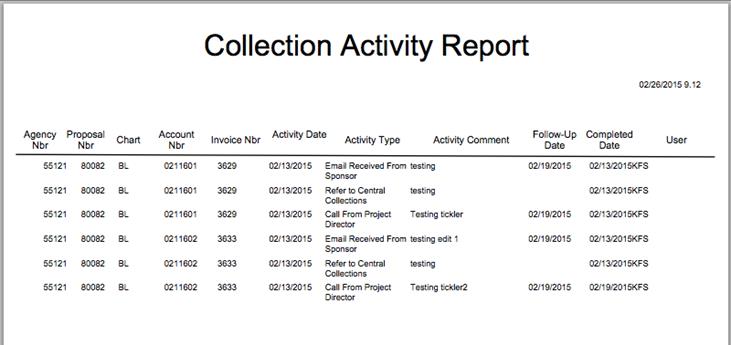 Collection Activity Report
02/26/2015 9.12
Agency Nbr Proposal Nbr Chart Account Nbr Invoice Nbr Activity Date Activity Type Activity Comment Follow-Up Date Completed Date User
55121 80082 BL 0211601 3629 02/13/2015 Email Received From testing 02/19/2015 02/13/2015KFS
Sponsor
55121 80082 BL 0211601 3629 02/13/2015 Refer to Central testing 02/13/2015KFS
Collections
55121 80082 BL 0211601 3629 02/13/2015 Call From Project Testing tickler 02/19/2015 02/13/2015KFS
Director
55121 80082 BL 0211602 3633 02/13/2015 Email Received From testing edit 1 02/19/2015 02/13/2015KFS
Sponsor
55121 80082 BL 0211602 3633 02/13/2015 Refer to Central testing 02/13/2015KFS
Collections
55121 80082 BL 0211602 3633 02/13/2015 Call From Project Testing tickler2 02/19/2015 02/19/2015KFS
Director